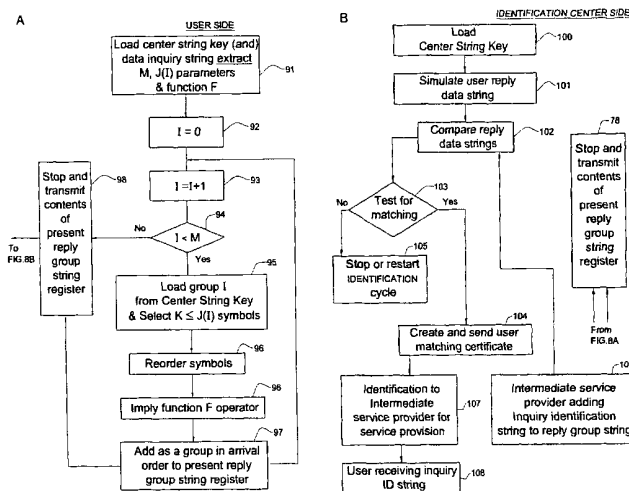 A
USER SIDE
Load center string key (and)
data inquiry string extract
M, J(I) parameters
& function F
91
I = 0
92
I =I+1
93
94
I < M
No
Yes
98
Stop and
transmit
contents
of
present
reply
group
string
register
To
FIG.8B
95
Load group I
from Center String Key
& Select K ≤ J(I) symbols
Reorder symbols
96
Imply function F operator
96
97
Add as a group in arrival
order to present reply
group string register
B
IDENTIFICATION CENTER SIDE
Load
Center String Key
100
Simulate user reply
data string
101
Compare reply
data strings
102
78
Stop and
transmit
contents
of
present
reply
group
string
register
103
No
Test for
matching
Yes
105
Stop or restart
IDENTIFICATION
cycle
104
Create and send user
matching certificate
From
FIG.8A
Identification to
Intermediate
service provider for
service provision
107
10
Intermediate service
provider adding
Inquiry identification
string to reply group string
User receiving inquiry
ID string
108